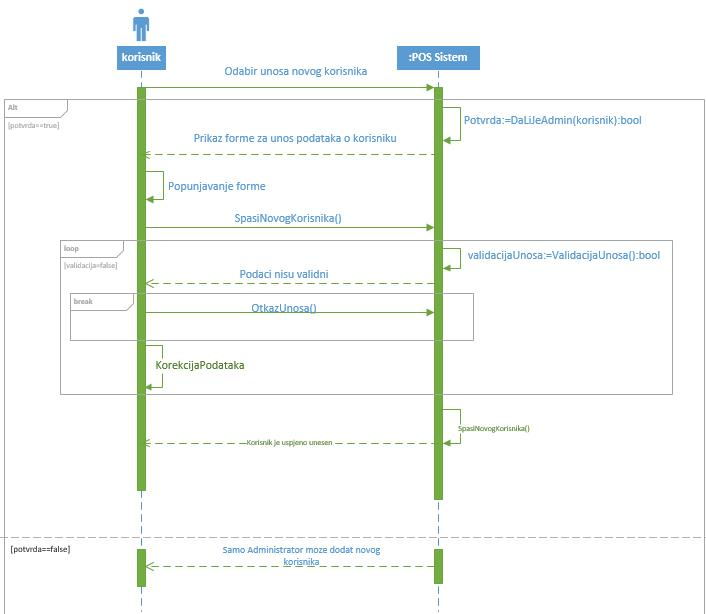 korisnik
:POS Sistem
Odabir unosa novog korisnika
Alt
[potvrda==true]
Potvrda:=DaLiJeAdmin(korisnik):bool
Prikaz forme za unos podataka o korisniku
Popunjavanje forme
SpasiNovogKorisnika()
loop
[validacija=false]
validacijaUnosa:=ValidacijaUnosa():bool
Podaci nisu validni
break
OtkazUnosa()
KorekcijaPodataka
SpasiNovogKorisnika()
Korisnik je uspjeno unesen
[potvrda==false]
Samo Administrator moze dodat novog
korisnika